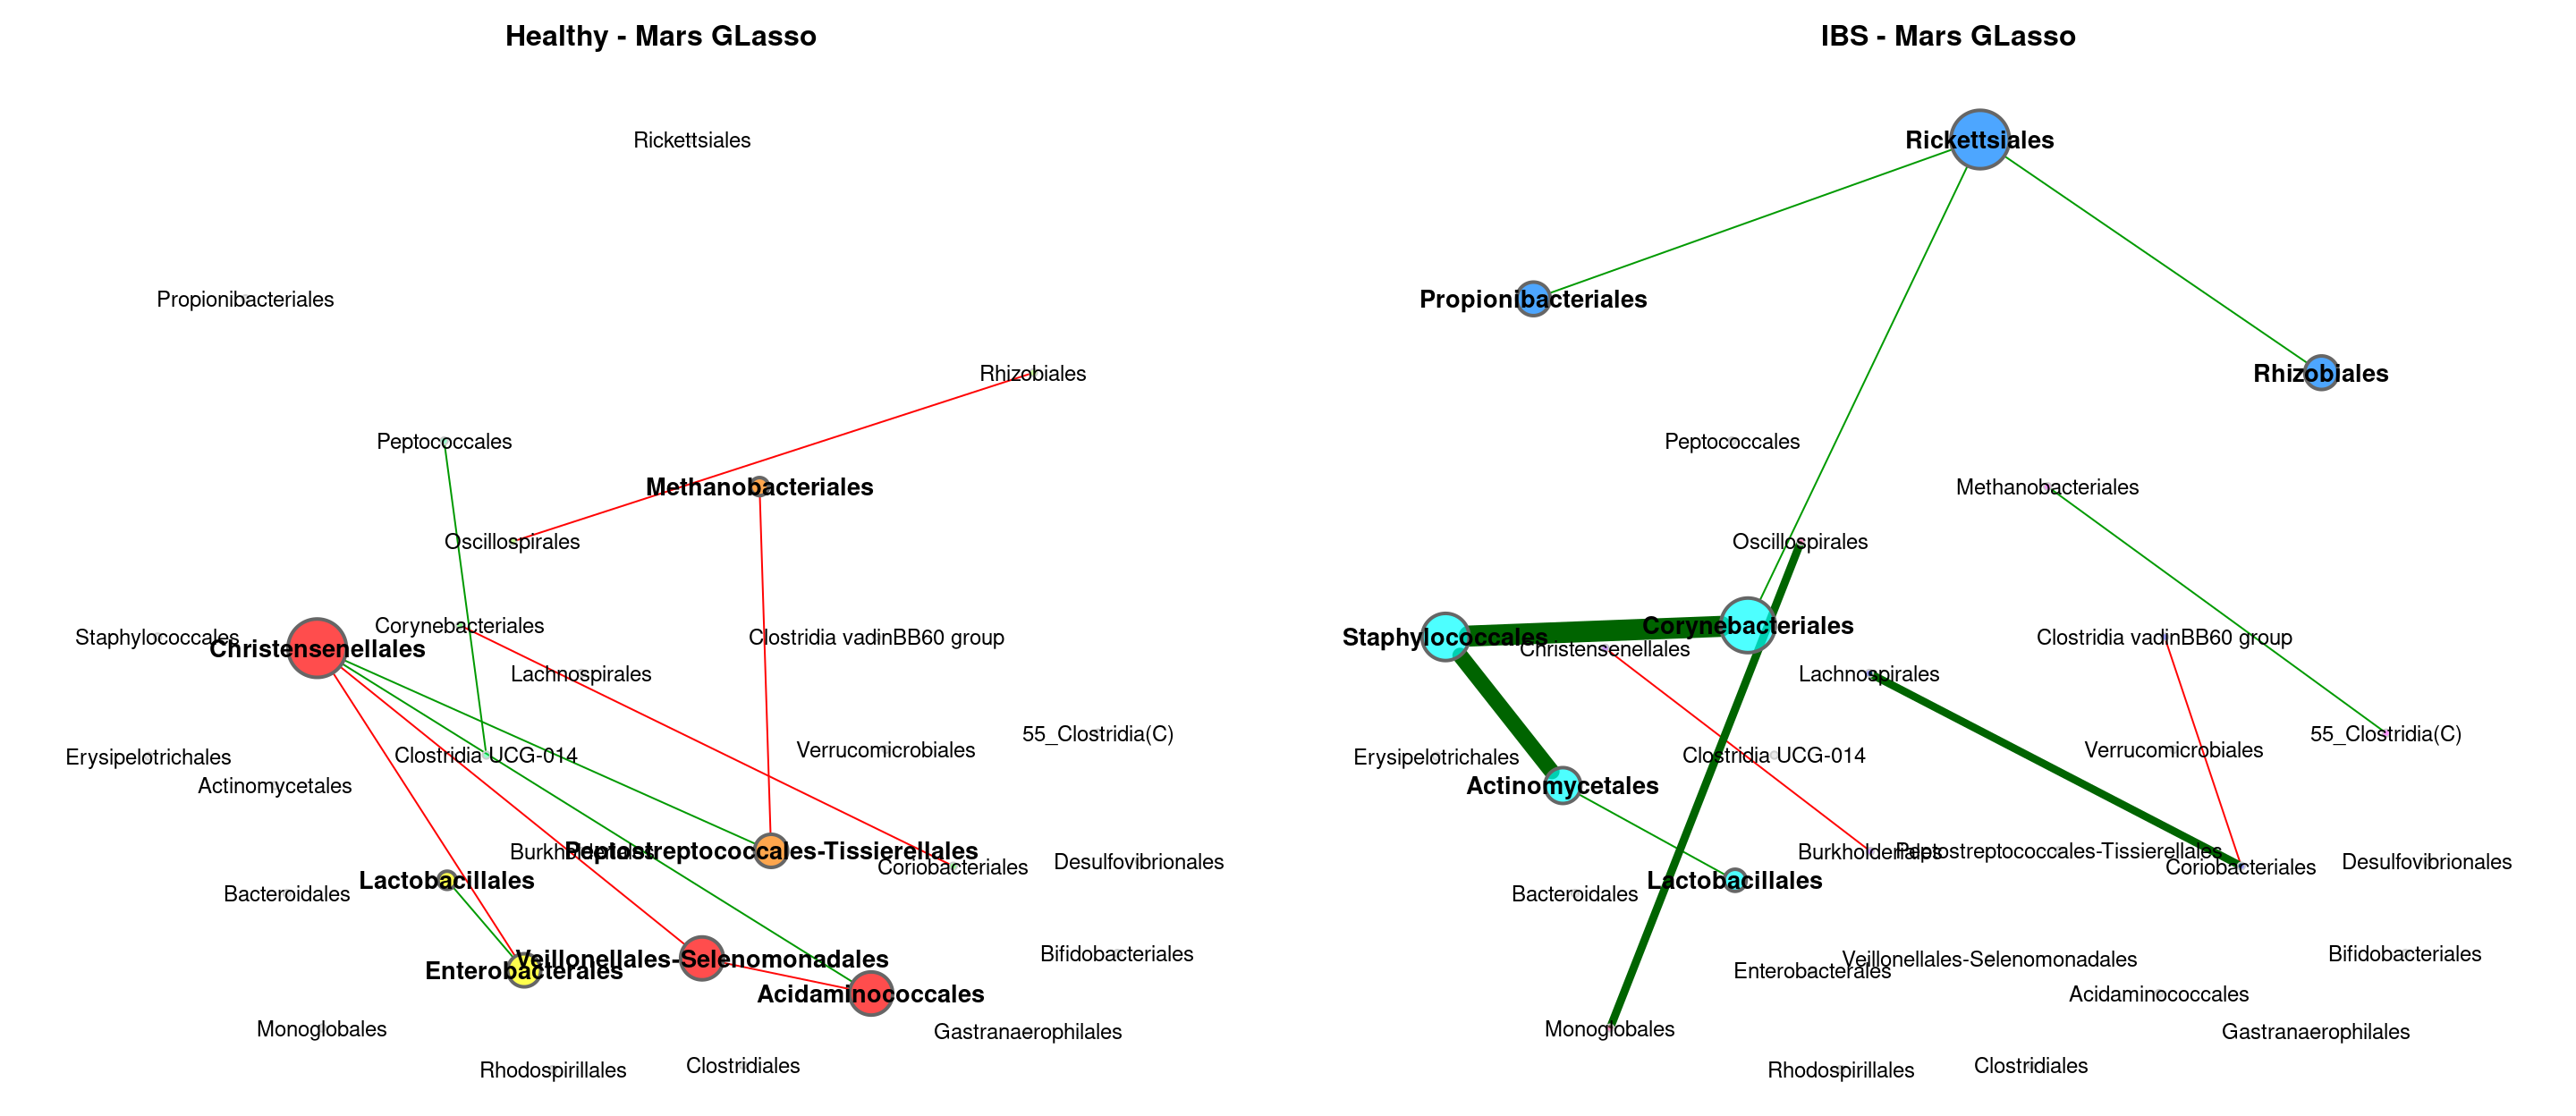 Healthy - Mars GLasso
Rickettsiales
Propionibacteriales
Rhizobiales
Peptococcales
Methanobacteriales
Oscillospirales
Corynebacteriales
Staphylococcales
Clostridia vadinBB60 group
Christensenellales
Lachnospirales
55_Clostridia(C)
Verrucomicrobiales
Clostridia UCG-014
Erysipelotrichales
Actinomycetales
Burkholderiales
Peptostreptococcales-Tissierellales
Desulfovibrionales
Coriobacteriales
Lactobacillales
Bacteroidales
Bifidobacteriales
Veillonellales-Selenomonadales
Enterobacterales
Acidaminococcales
Monoglobales
Gastranaerophilales
Clostridiales
Rhodospirillales
IBS - Mars GLasso
Rickettsiales
Propionibacteriales
Rhizobiales
Peptococcales
Methanobacteriales
Oscillospirales
Corynebacteriales
Staphylococcales
Clostridia vadinBB60 group
Christensenellales
Lachnospirales
55_Clostridia(C)
Verrucomicrobiales
Clostridia UCG-014
Erysipelotrichales
Actinomycetales
Burkholderiales
Peptostreptococcales-Tissierellales
Desulfovibrionales
Coriobacteriales
Lactobacillales
Bacteroidales
Bifidobacteriales
Veillonellales-Selenomonadales
Enterobacterales
Acidaminococcales
Monoglobales
Gastranaerophilales
Clostridiales
Rhodospirillales